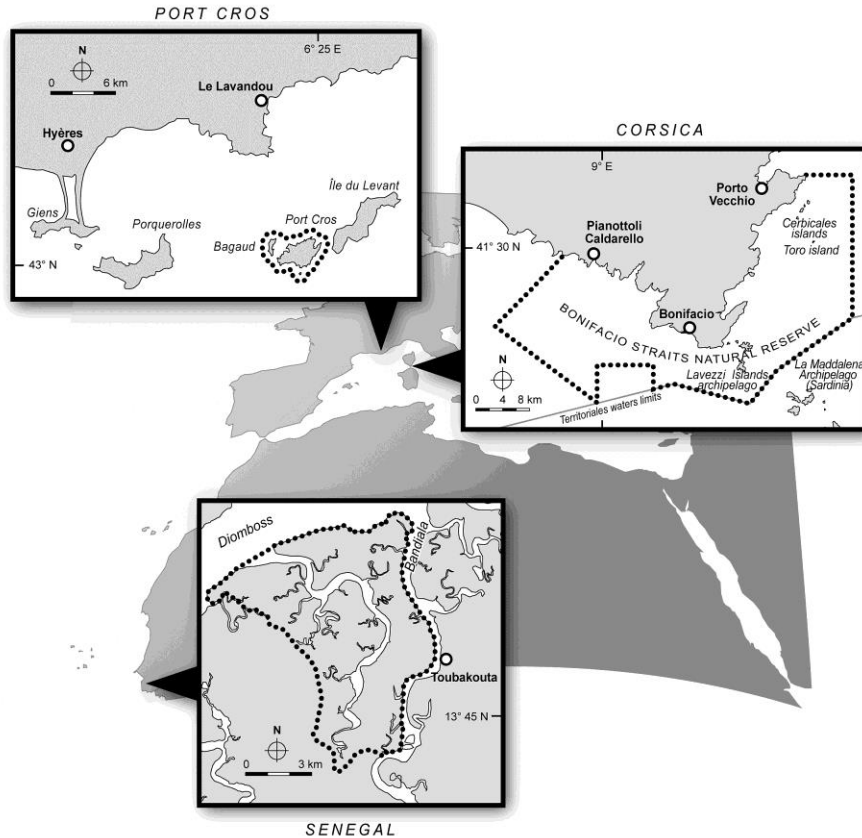 PORT CROS
6° 25 E
N
0 6 km
Le Lavandou
Hyères
Île du Levant
Giens
Porquerolles
Port Cros
Bagaud
43° N
CORSICA
9° E
Porto
Vecchio
Cerbicales
islands
Toro island
Pianottoli
Caldarello
41° 30 N
Bonifacio
BONIFACIO STRAITS NATURAL RESERVE
N
0 4 8 km
Lavezzi Islands
archipelago
La Maddalena
Archipelago
(Sardinia)
Territoriales waters limits
Diomboss
Bandiala
Toubakouta
13° 45 N
N
0 3 km
SENEGAL